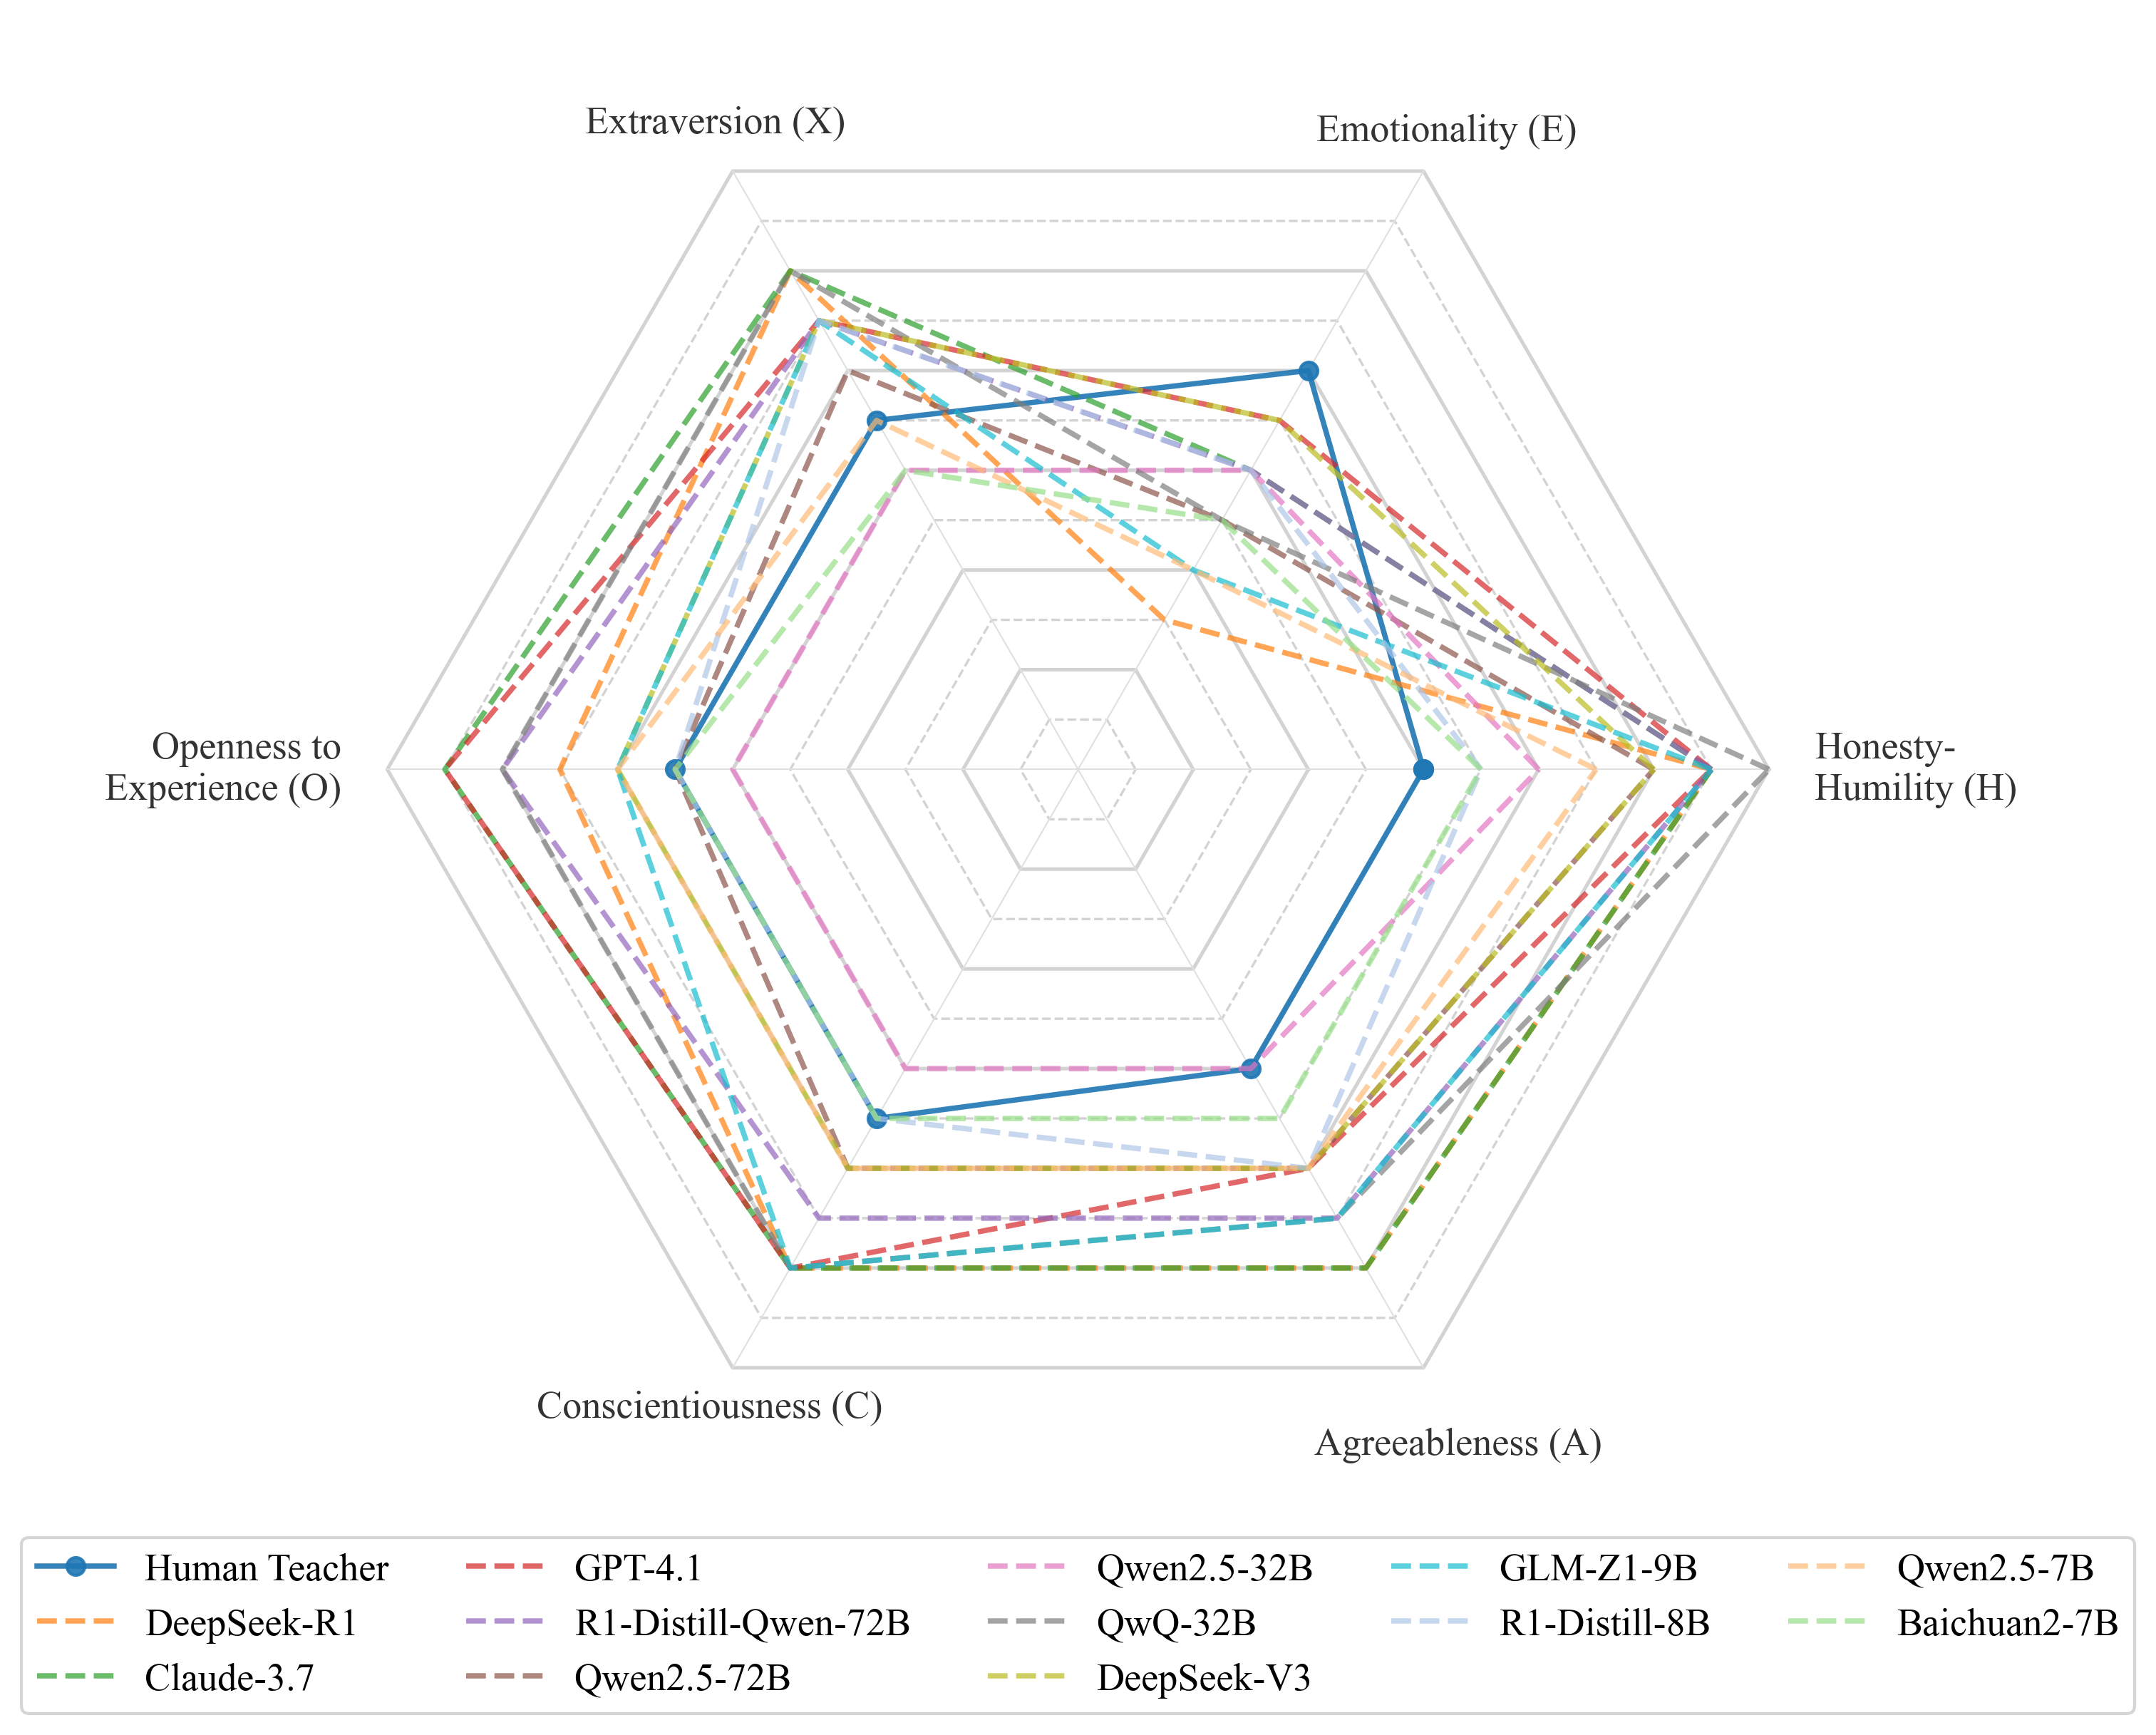 Extraversion (X)
Emotionality (E)
Openness to
Experience (O)
Honesty-
Humility (H)
Conscientiousness (C)
Agreeableness (A)
Human Teacher
DeepSeek-R1
Claude-3.7
GPT-4.1
R1-Distill-Qwen-72B
Qwen2.5-72B
Qwen2.5-32B
QwQ-32B
DeepSeek-V3
GLM-Z1-9B
R1-Distill-8B
Qwen2.5-7B
Baichuan2-7B